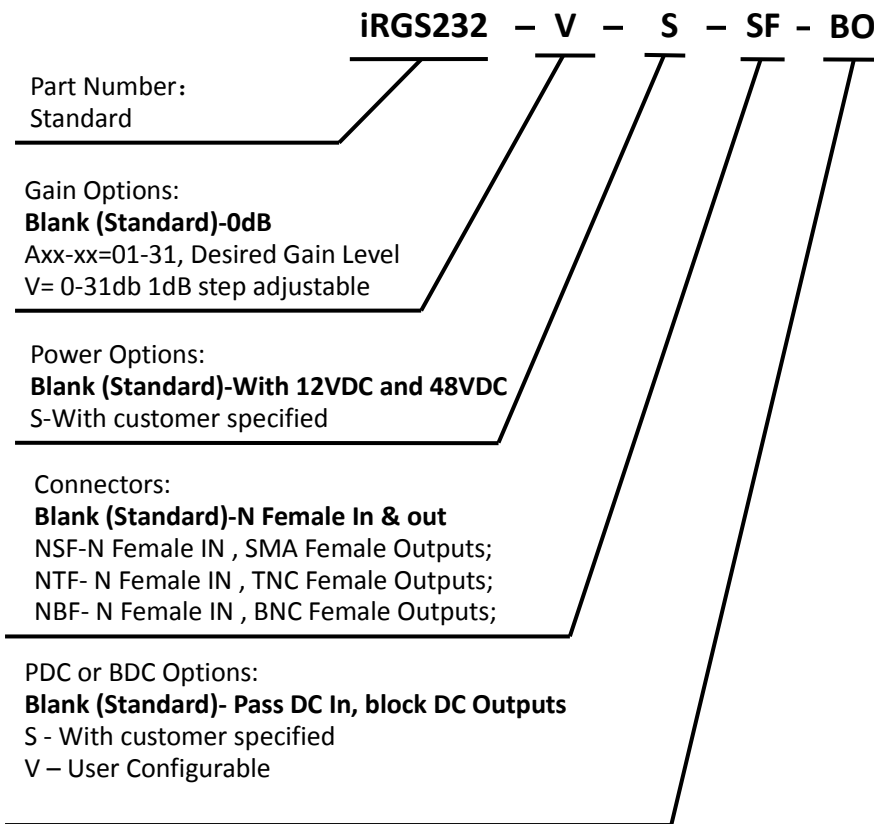 iRGS232 – V – S – SF - BO
Part Number：
Standard
Gain Options:
Blank (Standard)-0dB
Axx-xx=01-31, Desired Gain Level
V= 0-31db 1dB step adjustable
Power Options:
Blank (Standard)-With 12VDC and 48VDC
S-With customer specified
Connectors:
Blank (Standard)-N Female In & out
NSF-N Female IN , SMA Female Outputs;
NTF- N Female IN , TNC Female Outputs;
NBF- N Female IN , BNC Female Outputs;
PDC or BDC Options:
Blank (Standard)- Pass DC In, block DC Outputs
S - With customer specified
V – User Configurable